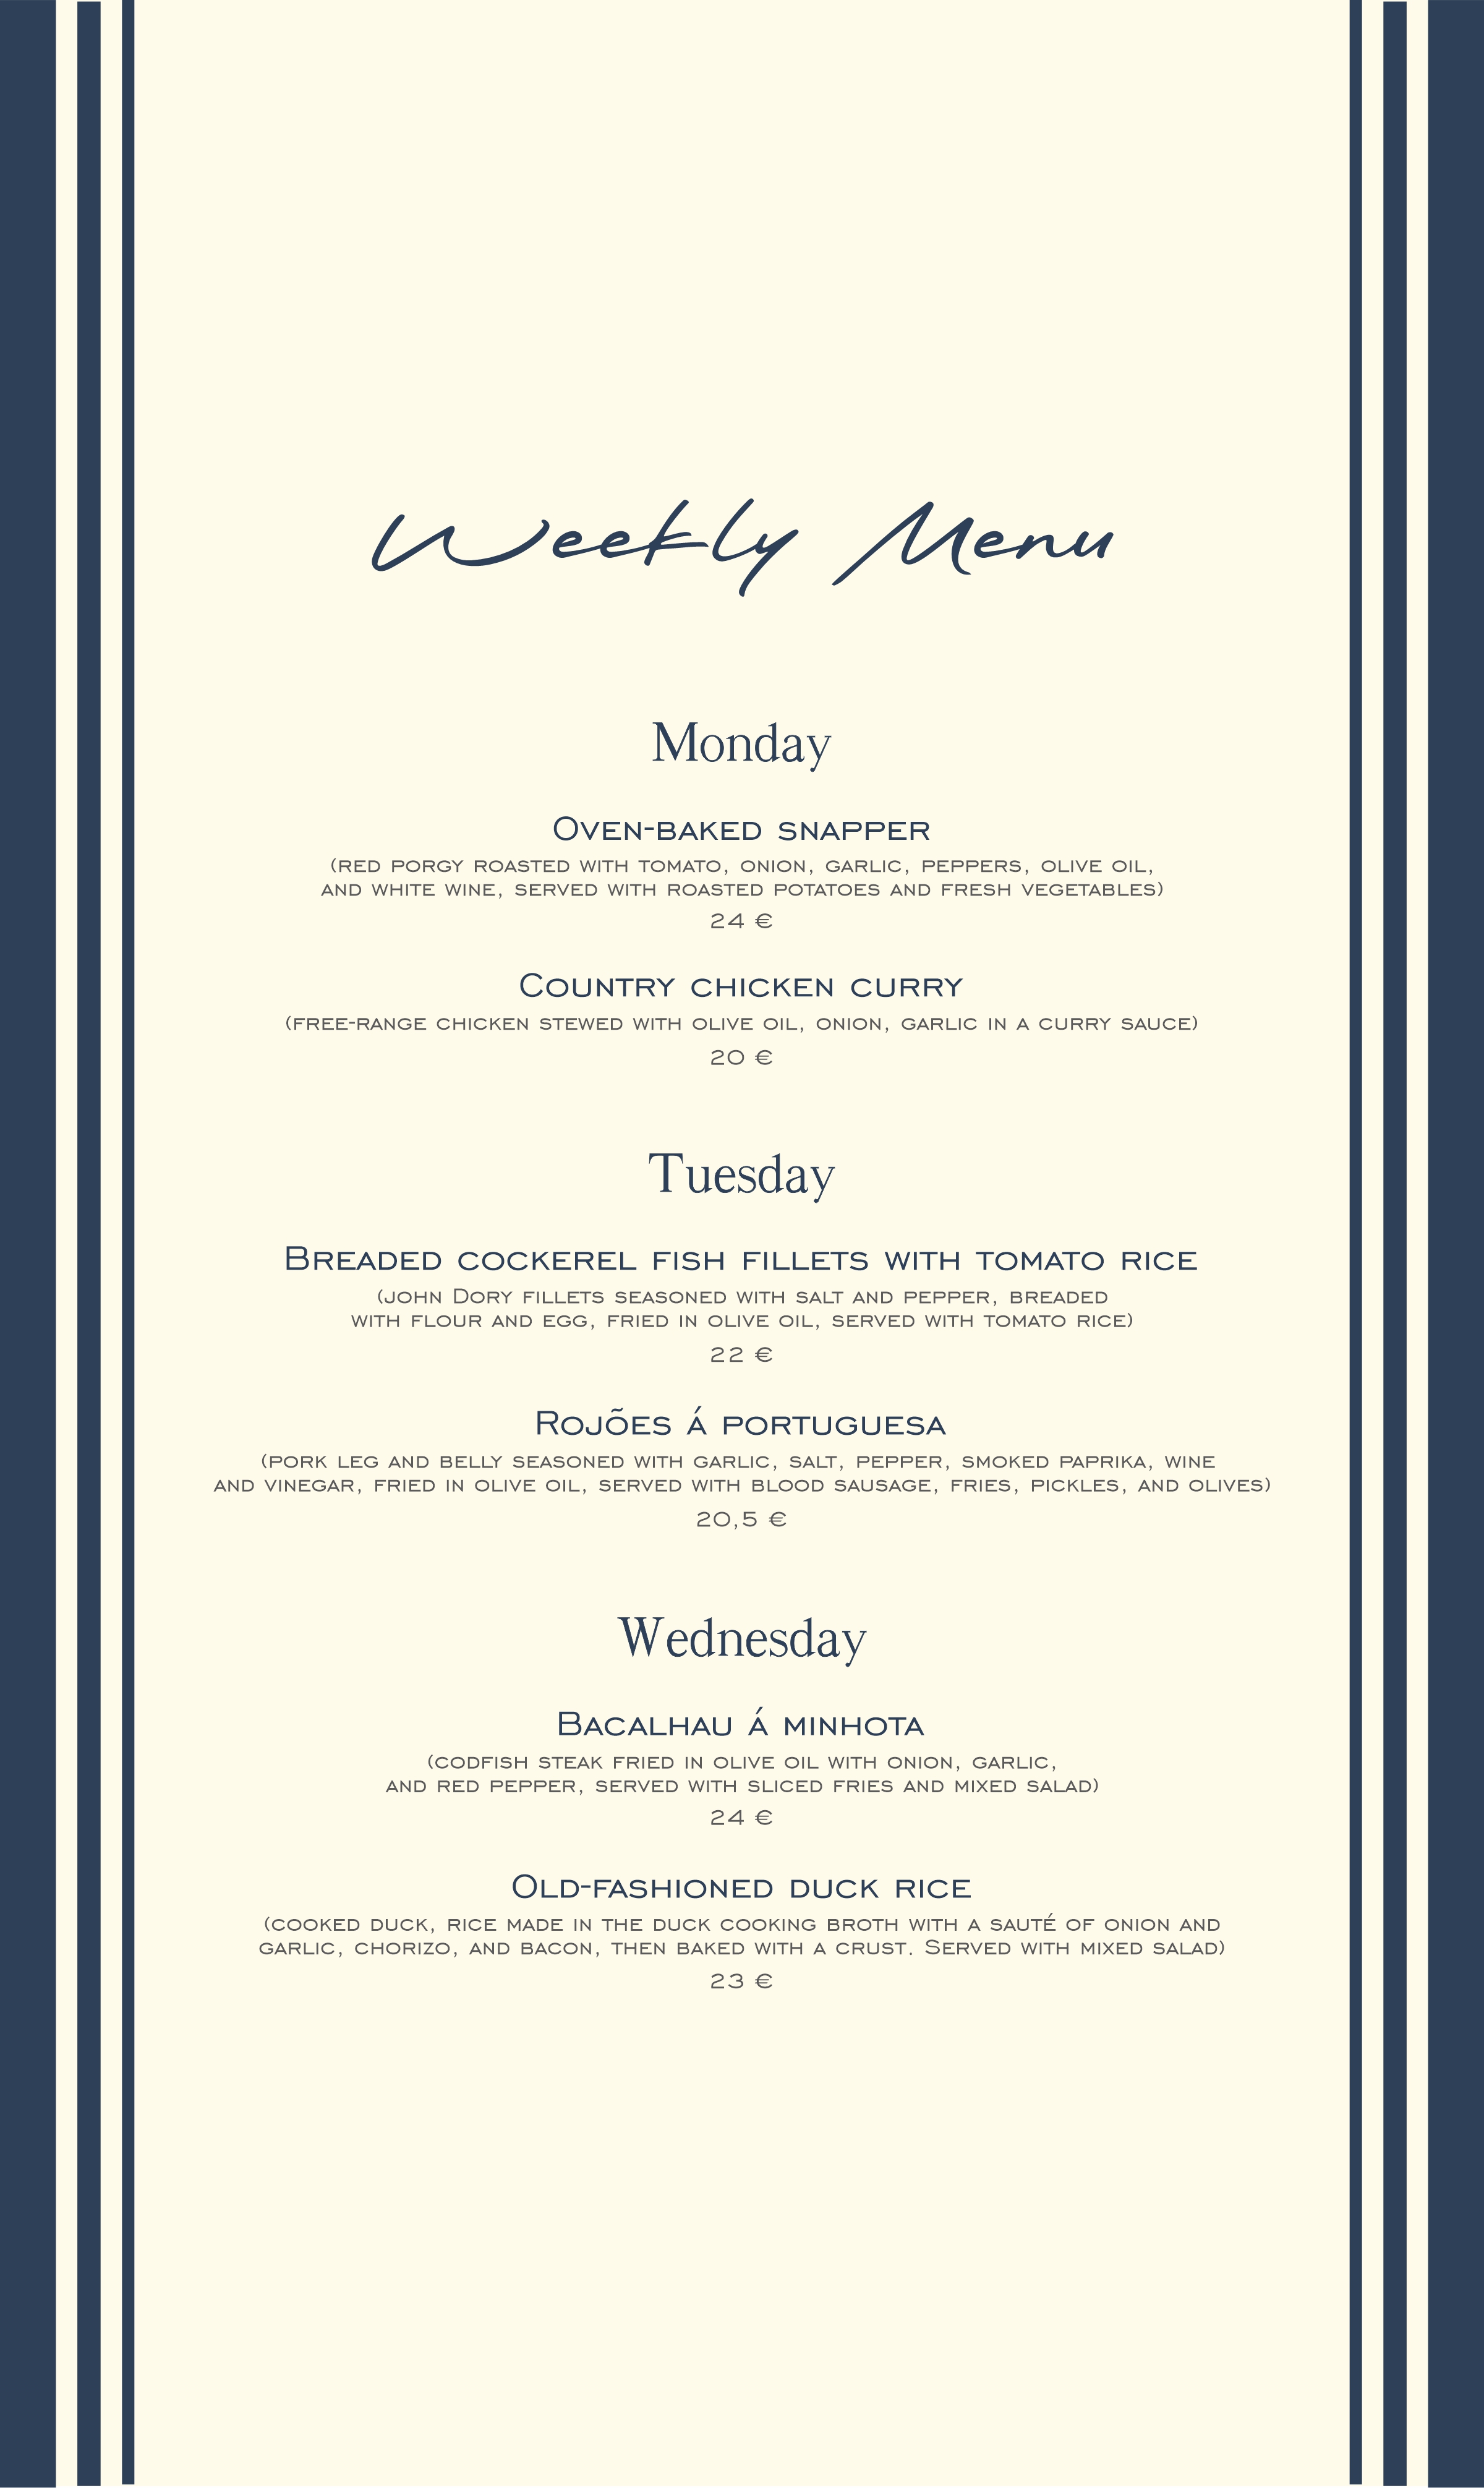 Weekly Menu
Monday
Oven-baked snapper
(red porgy roasted with tomato, onion, garlic, peppers, olive oil,
and white wine, served with roasted potatoes and fresh vegetables)
24 €
Country chicken curry
(free-range chicken stewed with olive oil, onion, garlic in a curry sauce)
20 €
Tuesday
Breaded cockerel fish fillets with tomato rice
(john Dory fillets seasoned with salt and pepper, breaded
with flour and egg, fried in olive oil, served with tomato rice)
22 €
Rojões á portuguesa
(pork leg and belly seasoned with garlic, salt, pepper, smoked paprika, wine
and vinegar, fried in olive oil, served with blood sausage, fries, pickles, and olives)
20,5 €
Wednesday
Bacalhau á minhota
(codfish steak fried in olive oil with onion, garlic,
and red pepper, served with sliced fries and mixed salad)
24 €
Old-fashioned duck rice
(cooked duck, rice made in the duck cooking broth with a sauté of onion and
garlic, chorizo, and bacon, then baked with a crust. Served with mixed salad)
23 €